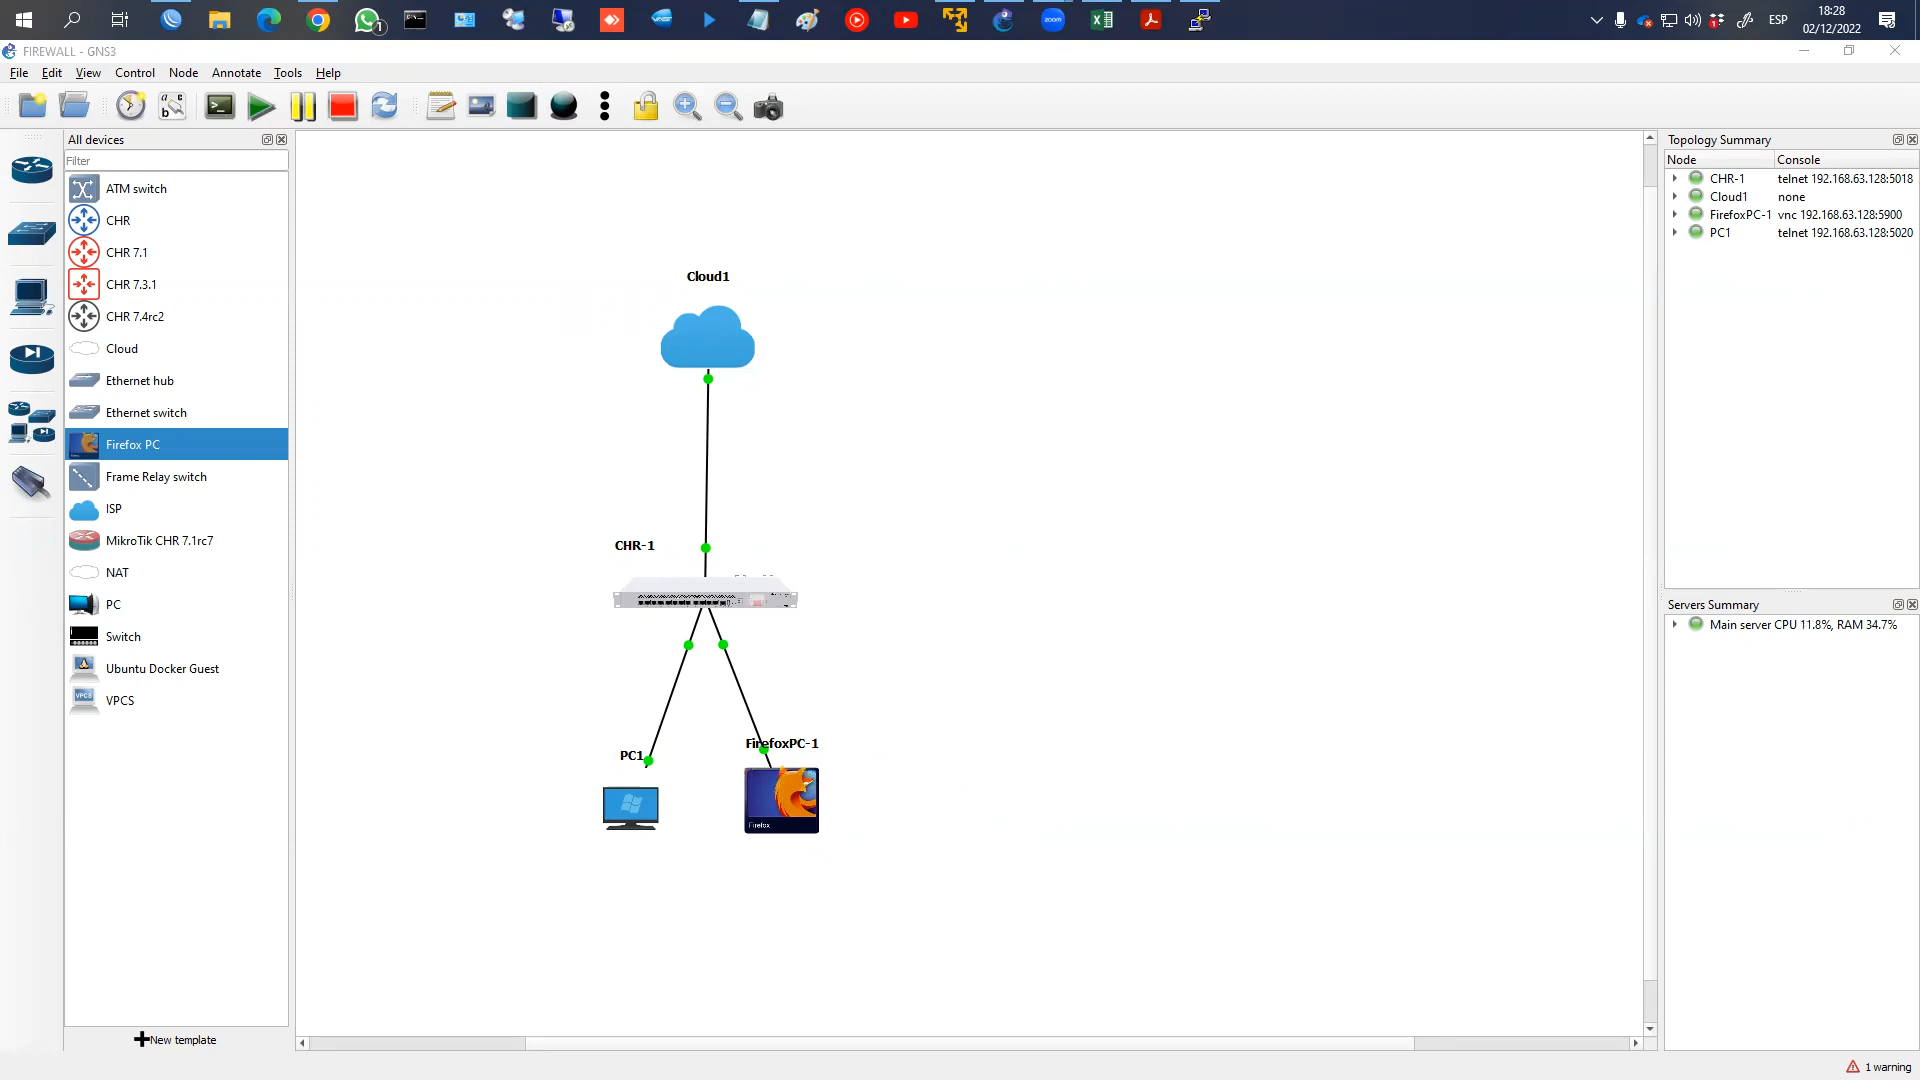 1
ESP
18:28
02/12/2022
FIREWALL - GNS3
File Edit View Control Node Annotate Tools Help
All devices
Filter
ATM switch
CHR
CHR 7.1
CHR 7.3.1
CHR 7.4rc2
Cloud
Ethernet hub
Ethernet switch
Firefox PC
Frame Relay switch
ISP
MikroTik CHR 7.1rc7
NAT
PC
Switch
Ubuntu Docker Guest
VPCS
New template
Cloud1
CHR-1
PC1
FirefoxPC-1
Firefox
Topology Summary
Node Console
CHR-1 telnet 192.168.63.128:5018
Cloud1 none
FirefoxPC-1 vnc 192.168.63.128:5900
PC1 telnet 192.168.63.128:5020
Servers Summary
Main server CPU 11.8%, RAM 34.7%
1 warning